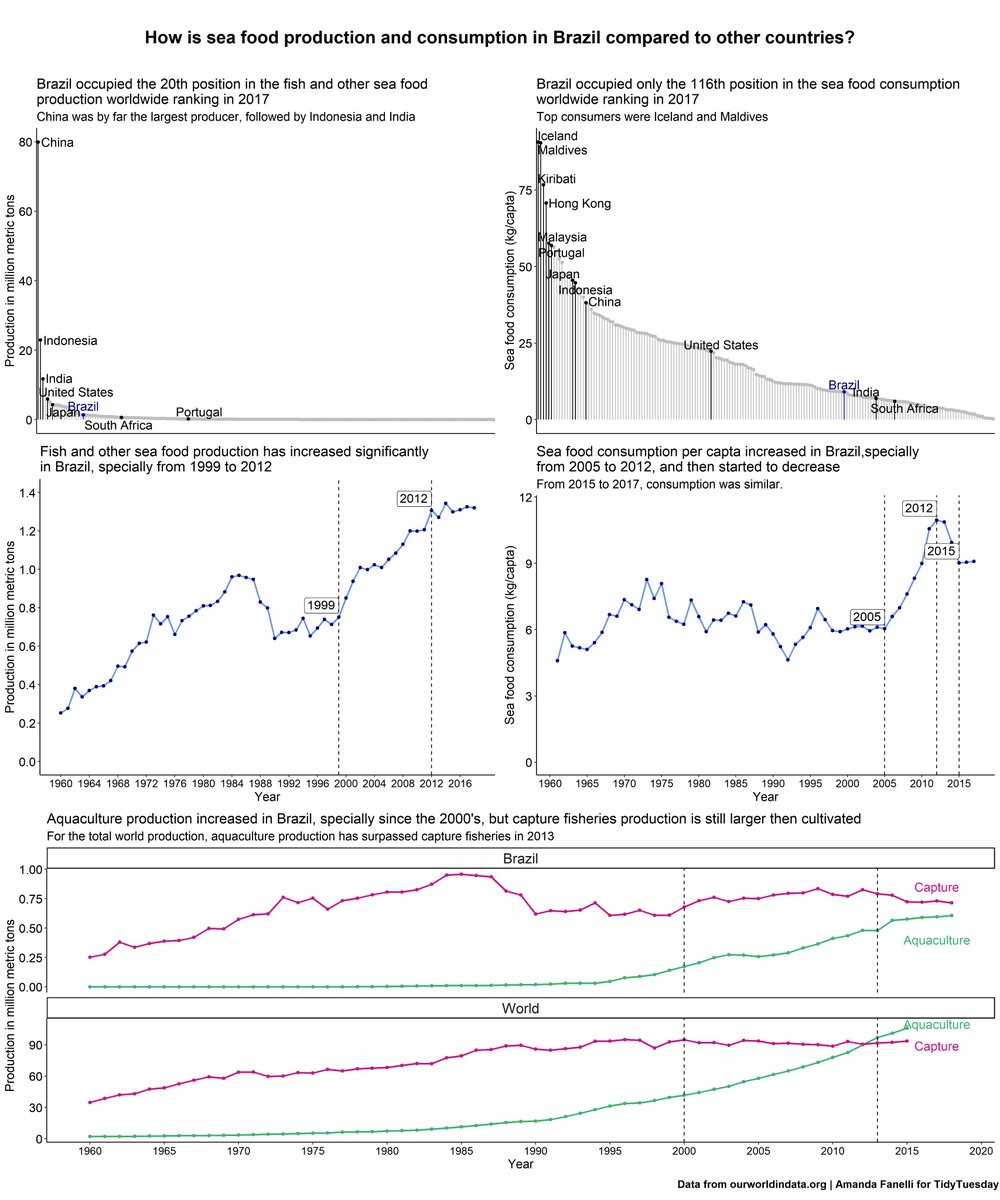 How is sea food production and consumption in Brazil compared to other countries?
Brazil occupied the 20th position in the fish and other sea food
production worldwide ranking in 2017
China was by far the largest producer, followed by Indonesia and India
Production in million metric tons
80
60
40
20
0
China
Indonesia
India
United States
Brazil
Japan
South Africa
Portugal
Brazil occupied only the 116th position in the sea food consumption
worldwide ranking in 2017
Top consumers were Iceland and Maldives
Sea food consumption (kg/capta)
75
50
25
0
Iceland
Maldives
Kiribati
Hong Kong
Malaysia
Portugal
Japan
Indonesia
China
United States
Brazil
India
South Africa
Fish and other sea food production has increased significantly
in Brazil, specially from 1999 to 2012
Production in million metric tons
1.4
1.2
1.0
0.8
0.6
0.4
0.2
0.0
2012
1999
1960 1964 1968 1972 1976 1980 1984 1988 1992 1996 2000 2004 2008 2012 2016
Year
Sea food consumption per capta increased in Brazil,specially
from 2005 to 2012, and then started to decrease
From 2015 to 2017, consumption was similar.
Sea food consumption (kg/capta)
12
9
6
3
0
2012
2015
2005
1960 1965 1970 1975 1980 1985 1990 1995 2000 2005 2010 2015
Year
Aquaculture production increased in Brazil, specially since the 2000's, but capture fisheries production is still larger then cultivated
For the total world production, aquaculture production has surpassed capture fisheries in 2013
Production in million metric tons
Brazil
1.00
0.75
0.50
0.25
0.00
Capture
Aquaculture
World
90
60
30
0
Aquaculture
Capture
1960 1965 1970 1975 1980 1985 1990 1995 2000 2005 2010 2015 2020
Year
Data from ourworldindata.org | Amanda Fanelli for TidyTuesday